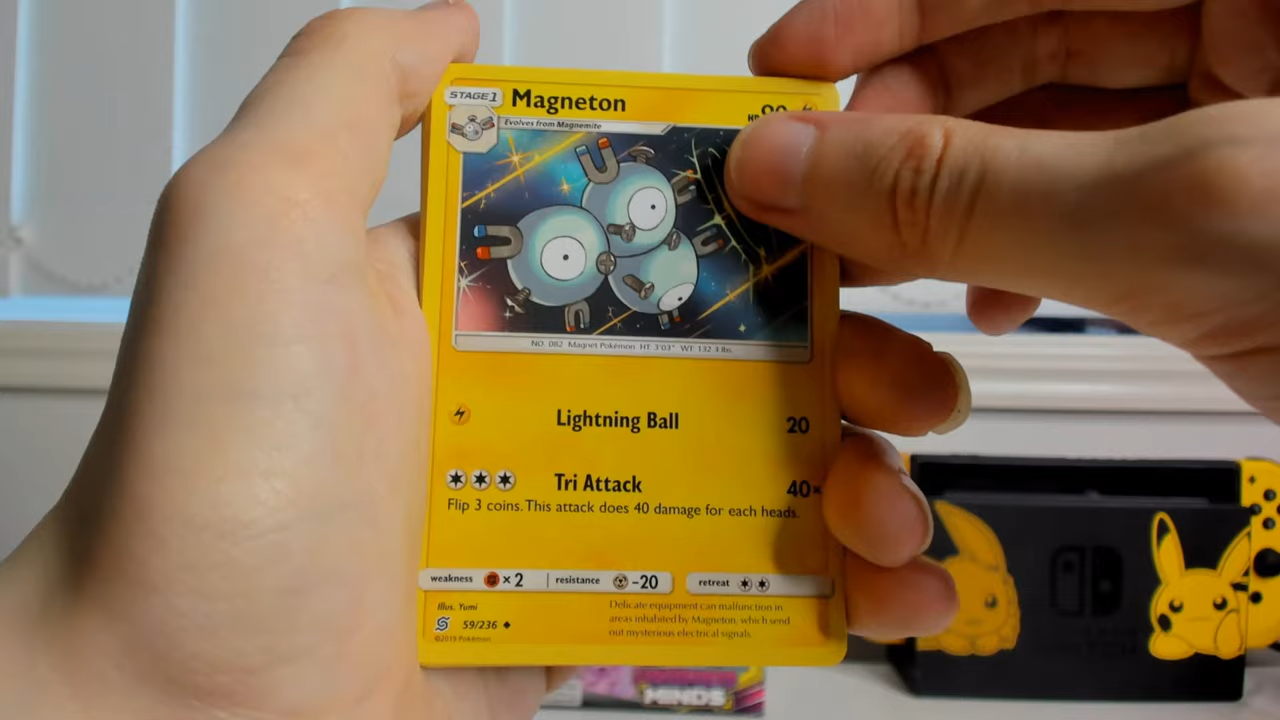 STAGE 1 Magneton HP
Evolves from Magnemite
NO. 082 Magnet Pokémon HT: 3'03" WT: 132.3 lbs.
Lightning Ball 20
Tri Attack 40×
Flip 3 coins. This attack does 40 damage for each heads.
weakness ×2 resistance -20 retreat
Illus. Yumi
59/236
©2019 Pokémon
Delicate equipment can malfunction in
areas inhabited by Magneton, which send
out mysterious electrical signals.
MINDS